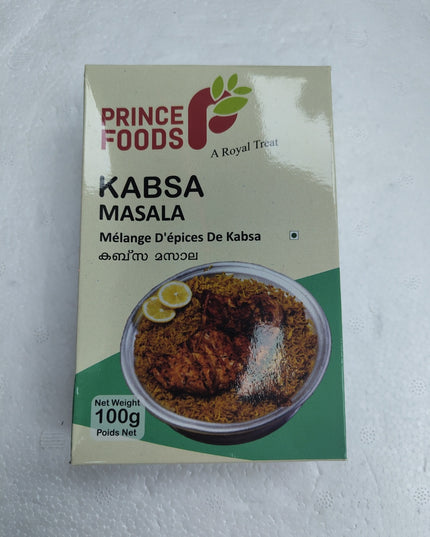 PRINCE
FOODS
A Royal Treat
KABSA
MASALA
Mélange D'épices De Kabsa
കബ്സ മസാല
Net Weight
100g
Poids Net